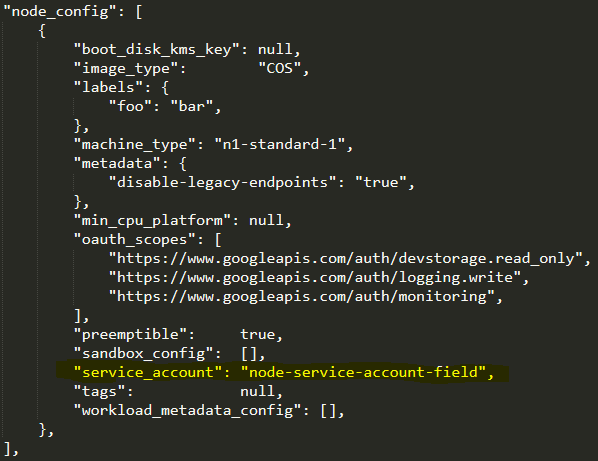 "node_config": [
{
"boot_disk_kms_key": null,
"image_type": "COS",
"labels": {
"foo": "bar",
},
"machine_type": "n1-standard-1",
"metadata": {
"disable-legacy-endpoints": "true",
},
"min_cpu_platform": null,
"oauth_scopes": [
"https://www.googleapis.com/auth/devstorage.read_only",
"https://www.googleapis.com/auth/logging.write",
"https://www.googleapis.com/auth/monitoring",
],
"preemptible": true,
"sandbox_config": [],
"service_account": "node-service-account-field",
"tags": null,
"workload_metadata_config": [],
},
],